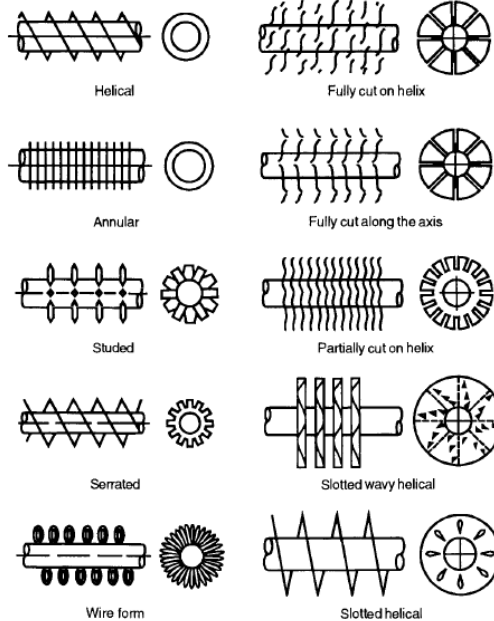 Helical
Fully cut on helix
Annular
Fully cut along the axis
Studed
Partially cut on helix
Serrated
Slotted wavy helical
Wire form
Slotted helical